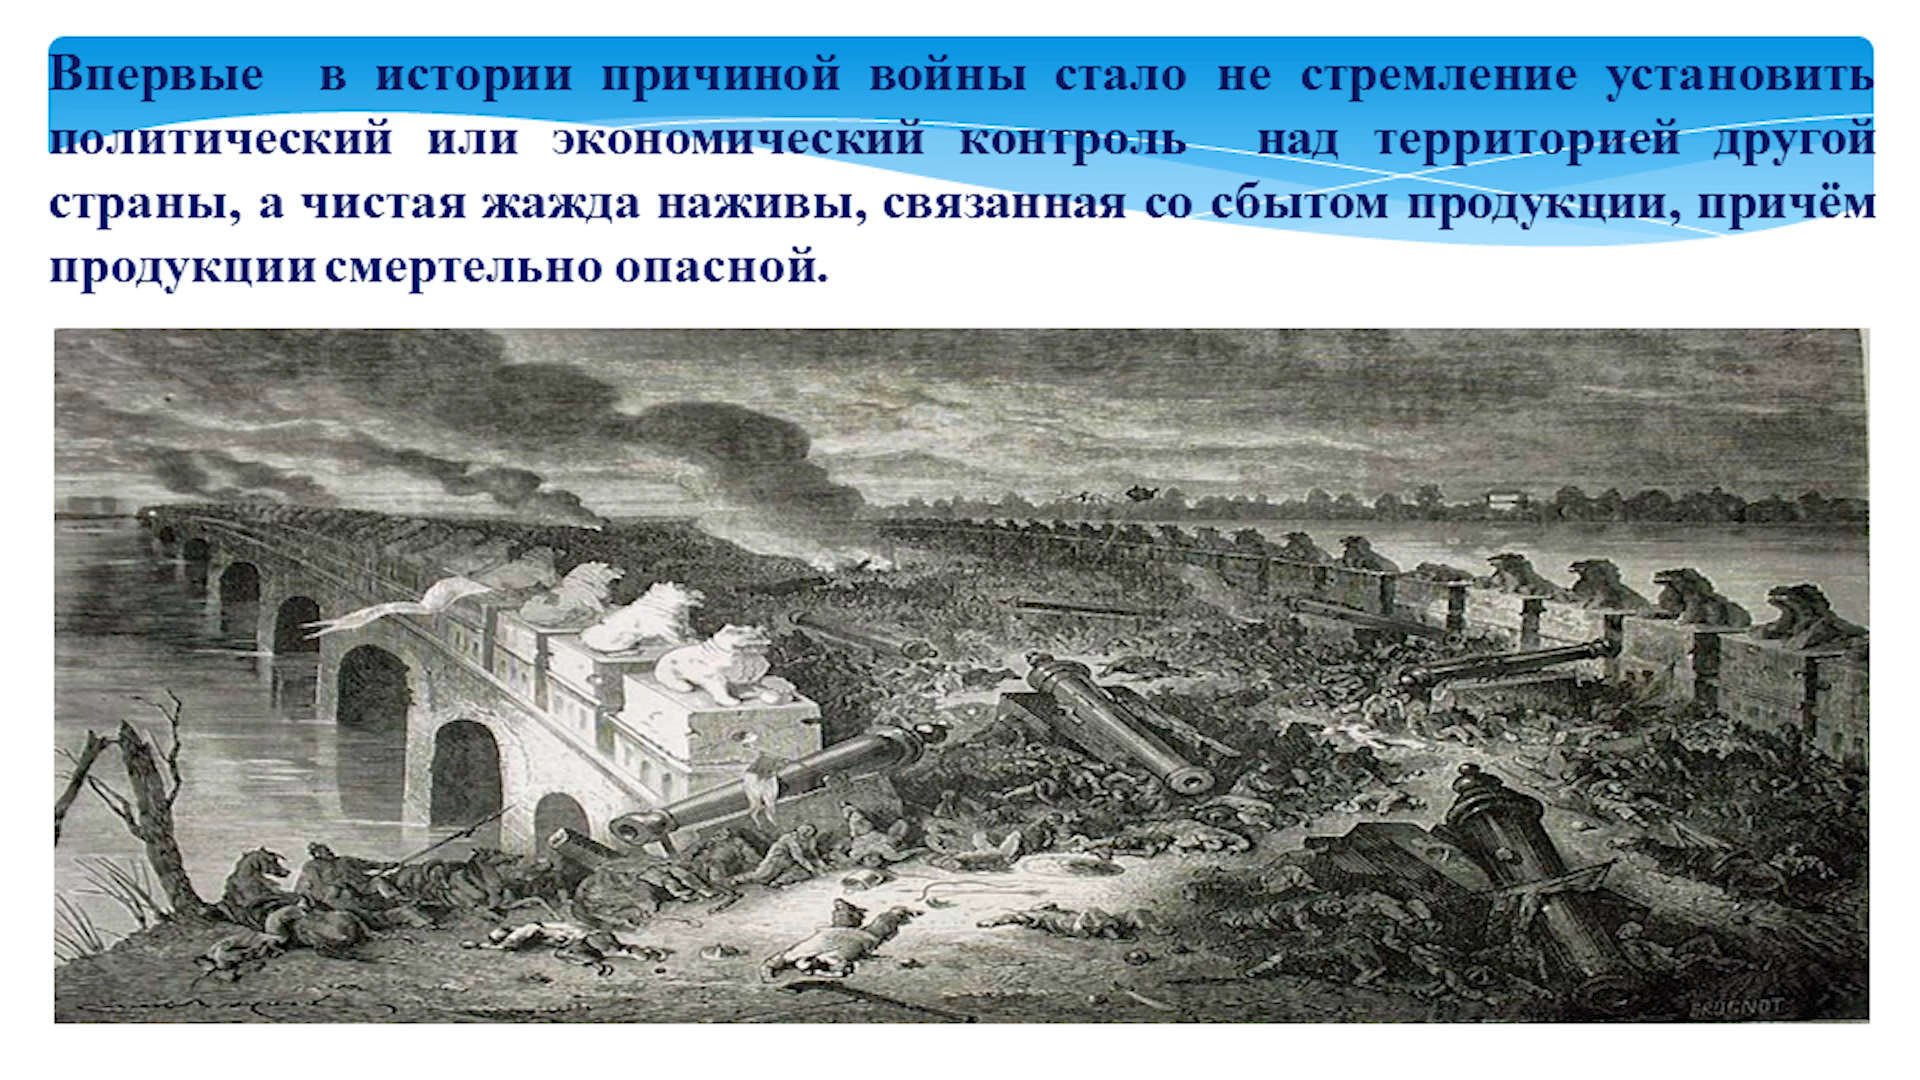 Впервые в истории причиной войны стало не стремление установить
политический или экономический контроль над территорией другой
страны, а чистая жажда наживы, связанная со сбытом продукции, причём
продукции смертельно опасной.